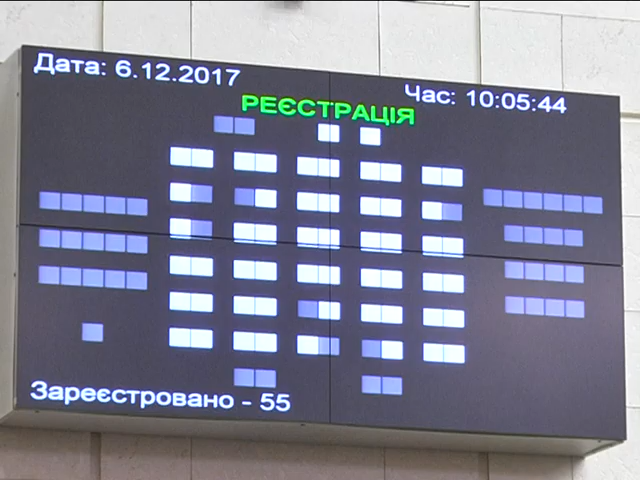 Дата: 6.12.2017
Час: 10:05:44
РЕЄСТРАЦІЯ
Зареєстровано - 55